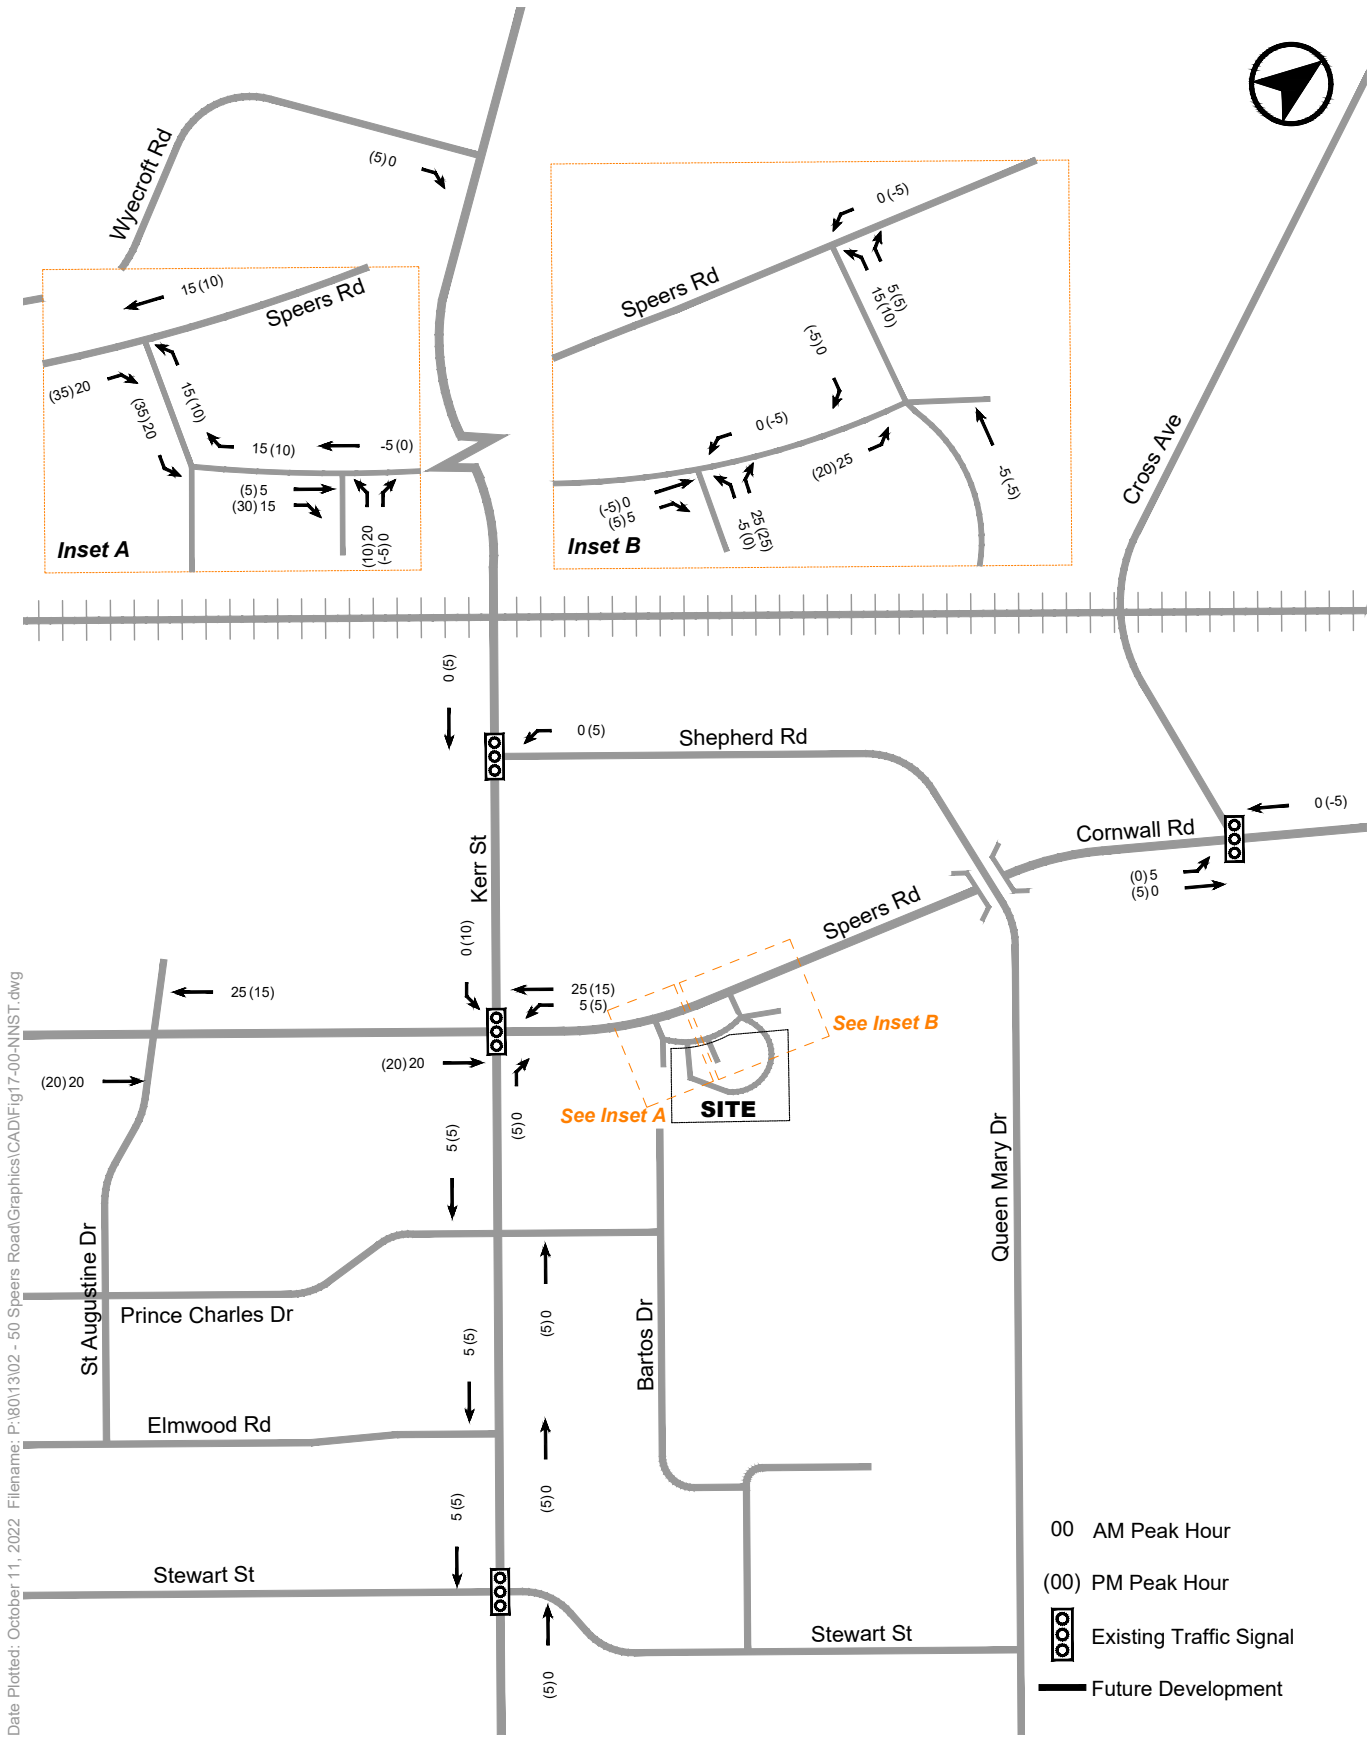 Wyecroft Rd
(5) 0
15 (10)
Speers Rd
(35) 20
(35) 20
15 (10)
15 (10)
-5 (0)
(5) 5
(30) 15
(10) 20
(-5) 0
Inset A
0 (-5)
Speers Rd
5 (5)
15 (10)
(-5) 0
0 (-5)
(20) 25
-5 (-5)
(-5) 0
(5) 5
25 (25)
-5 (0)
Inset B
Cross Ave
0 (5)
0 (5)
Shepherd Rd
0 (-5)
Cornwall Rd
(0) 5
(5) 0
Kerr St
Speers Rd
0 (10)
25 (15)
25 (15)
5 (5)
See Inset B
(20) 20
(20) 20
(5) 0
See Inset A
SITE
5 (5)
Queen Mary Dr
St Augustine Dr
Prince Charles Dr
(5) 0
5 (5)
Bartos Dr
Elmwood Rd
(5) 0
5 (5)
Stewart St
Stewart St
(5) 0
00 AM Peak Hour
(00) PM Peak Hour
Existing Traffic Signal
Future Development
Date Plotted: October 11, 2022 Filename: P:\80\13\02 - 50 Speers Road\Graphics\CAD\Fig17-00-NNST.dwg